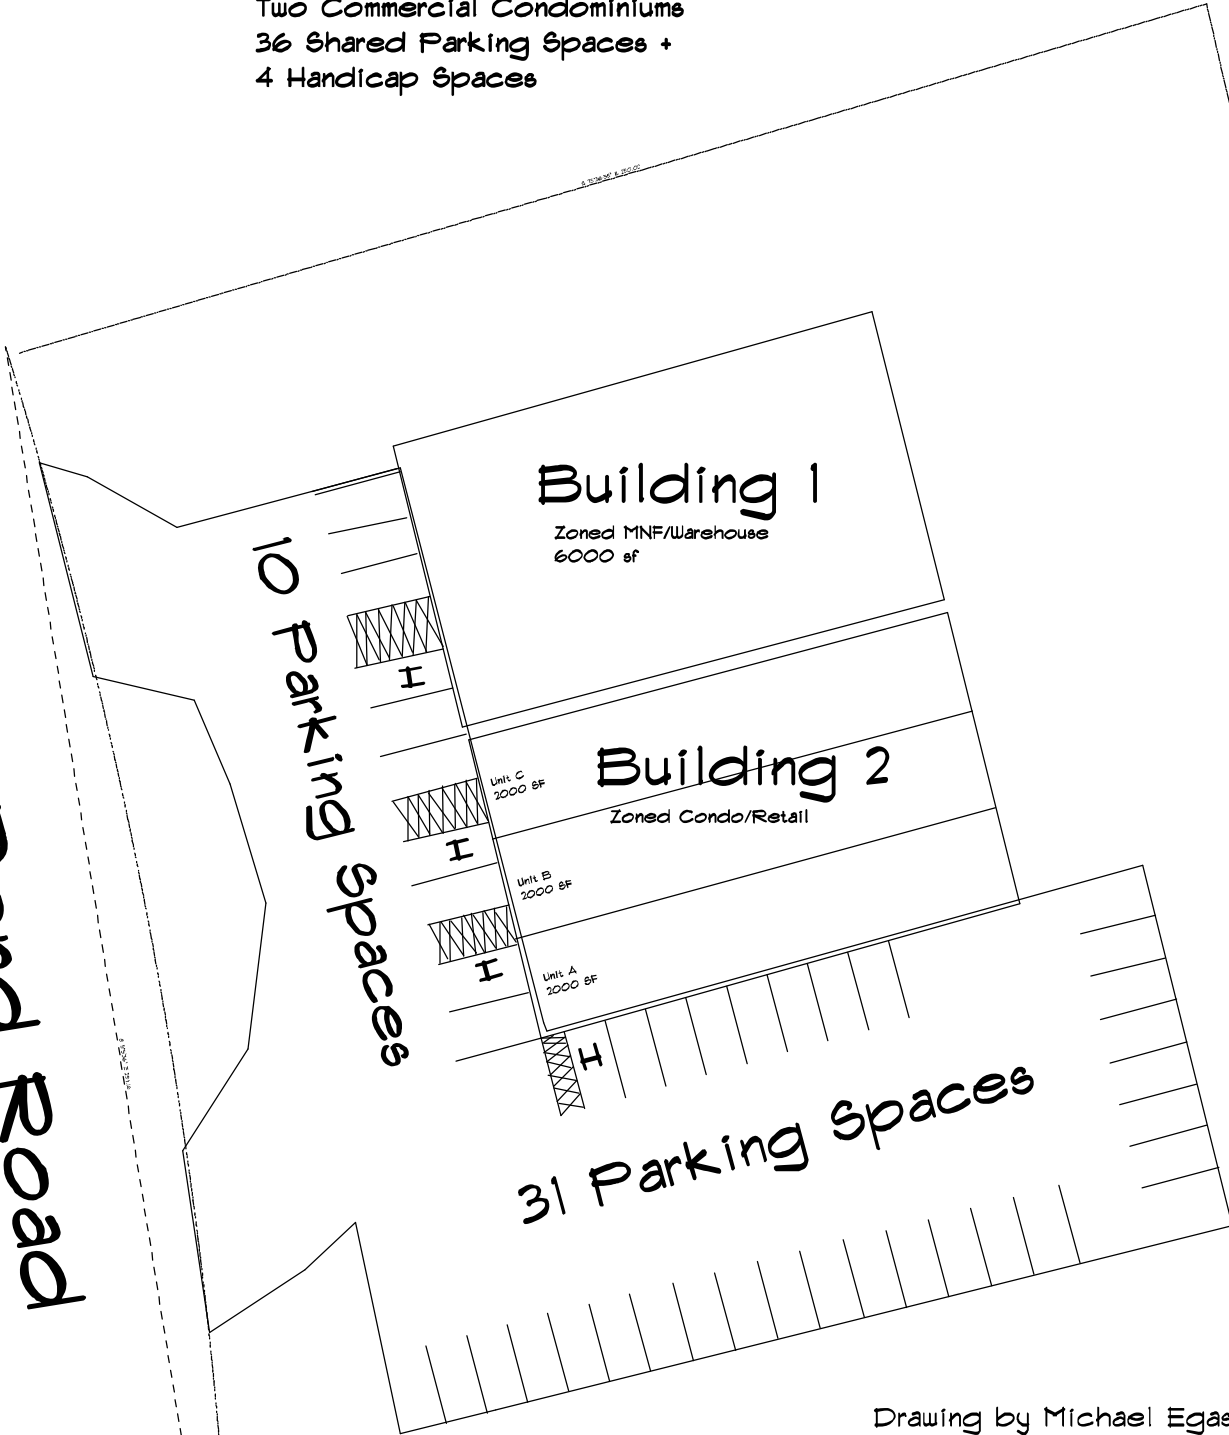 Two Commercial Condominiums
36 Shared Parking Spaces +
4 Handicap Spaces
Building 1
Zoned MNF/Warehouse
6000 sf
10 Parking Spaces
H
Building 2
Zoned Condo/Retail
Unit C
2000 SF
H
Unit B
2000 SF
H
Unit A
2000 SF
H
31 Parking Spaces
Road
Drawing by Michael Egas